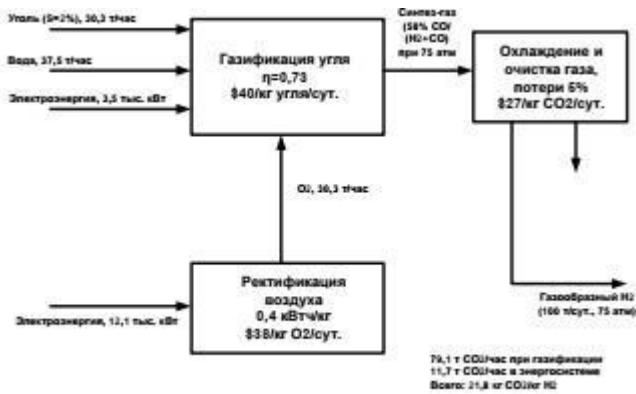 Уголь (S=2%), 30,3 т/час
Вода, 37,5 т/час
Электроэнергия, 3,5 тыс. кВт
Газификация угля
η=0,73
$40/кг угля/сут.
Синтез-газ
(58% CO/
(H2+CO)
при 75 атм
Охлаждение и
очистка газа,
потери 5%
$27/кг CO2/сут.
O2, 30,3 т/час
Ректификация
воздуха
0,4 кВтч/кг
$38/кг O2/сут.
Электроэнергия, 12,1 тыс. кВт
Газообразный H2
(100 т/сут., 75 атм)
79,1 т CO2/час при газификации
11,7 т CO2/час в энергосистеме
Всего: 21,8 кг CO2/кг H2